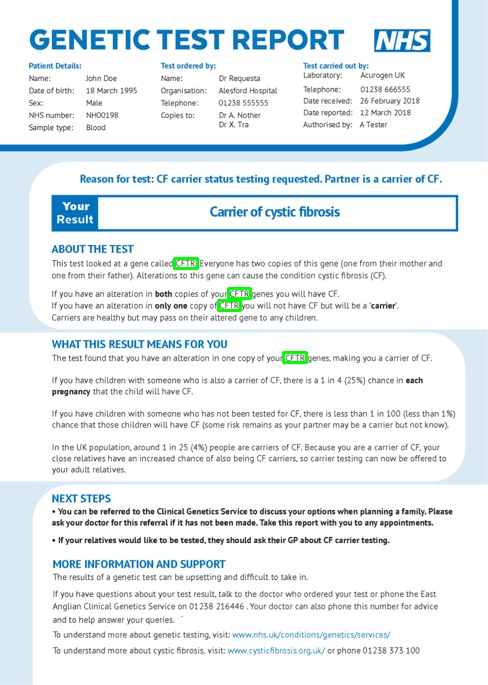 GENETIC TEST REPORT
NHS
Patient Details:
Name: John Doe
Date of birth: 18 March 1995
Sex: Male
NHS number: NH00198
Sample type: Blood
Test ordered by:
Name: Dr Requesta
Organisation: Alesford Hospital
Telephone: 01238 555555
Copies to: Dr A. Nother
Dr X. Tra
Test carried out by:
Laboratory: Acurogen UK
Telephone: 01238 666555
Date received: 26 February 2018
Date reported: 12 March 2018
Authorised by: A Tester
Reason for test: CF carrier status testing requested. Partner is a carrier of CF.
Your
Result
Carrier of cystic fibrosis
ABOUT THE TEST
This test looked at a gene called CFTR. Everyone has two copies of this gene (one from their mother and
one from their father). Alterations to this gene can cause the condition cystic fibrosis (CF).
If you have an alteration in both copies of your CFTR genes you will have CF.
If you have an alteration in only one copy of CFTR you will not have CF but will be a 'carrier'.
Carriers are healthy but may pass on their altered gene to any children.
WHAT THIS RESULT MEANS FOR YOU
The test found that you have an alteration in one copy of your CFTR genes, making you a carrier of CF.
If you have children with someone who is also a carrier of CF, there is a 1 in 4 (25%) chance in each
pregnancy that the child will have CF.
If you have children with someone who has not been tested for CF, there is less than 1 in 100 (less than 1%)
chance that those children will have CF (some risk remains as your partner may be a carrier but not know).
In the UK population, around 1 in 25 (4%) people are carriers of CF. Because you are a carrier of CF, your
close relatives have an increased chance of also being CF carriers, so carrier testing can now be offered to
your adult relatives.
NEXT STEPS
• You can be referred to the Clinical Genetics Service to discuss your options when planning a family. Please
ask your doctor for this referral if it has not been made. Take this report with you to any appointments.
• If your relatives would like to be tested, they should ask their GP about CF carrier testing.
MORE INFORMATION AND SUPPORT
The results of a genetic test can be upsetting and difficult to take in.
If you have questions about your test result, talk to the doctor who ordered your test or phone the East
Anglian Clinical Genetics Service on 01238 216446 . Your doctor can also phone this number for advice
and to help answer your queries.
To understand more about genetic testing, visit: www.nhs.uk/conditions/genetics/services/
To understand more about cystic fibrosis, visit: www.cysticfibrosis.org.uk/ or phone 01238 373 100